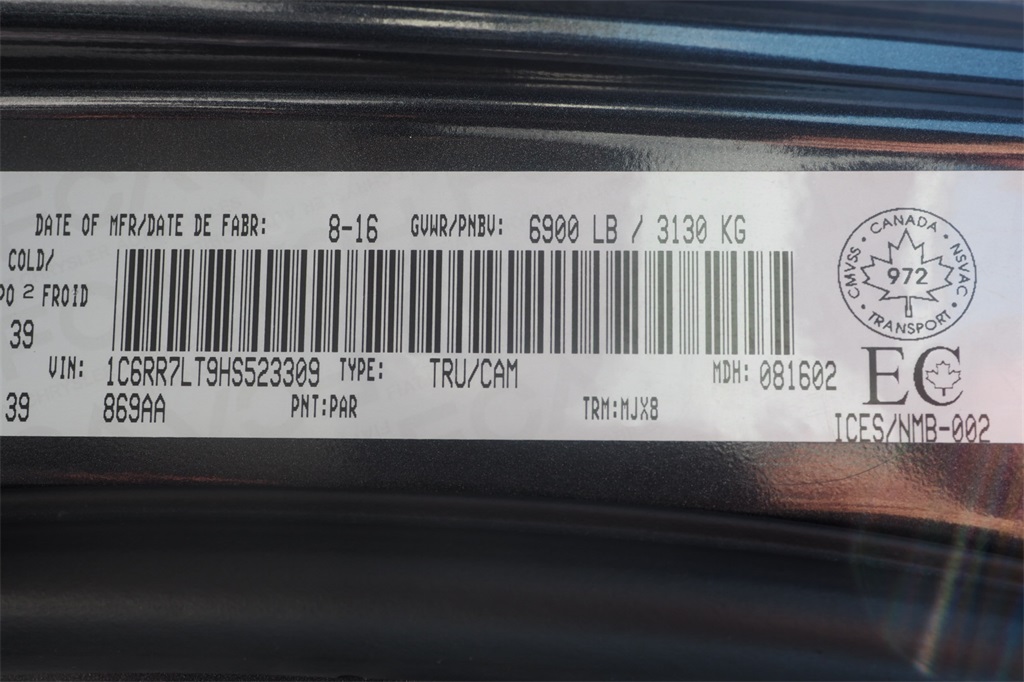 DATE OF MFR/DATE DE FABR: 8-16 GVWR/PNBV: 6900 LB / 3130 KG
COLD/
PO 2 FROID
39
VIN: 1C6RR7LT9HS523309 TYPE: TRU/CAM MDH: 081602
39 869AA PNT:PAR TRM:MJX8
CMVSS • CANADA • NSVAC • TRANSPORT •
972
EC
ICES/NMB-002